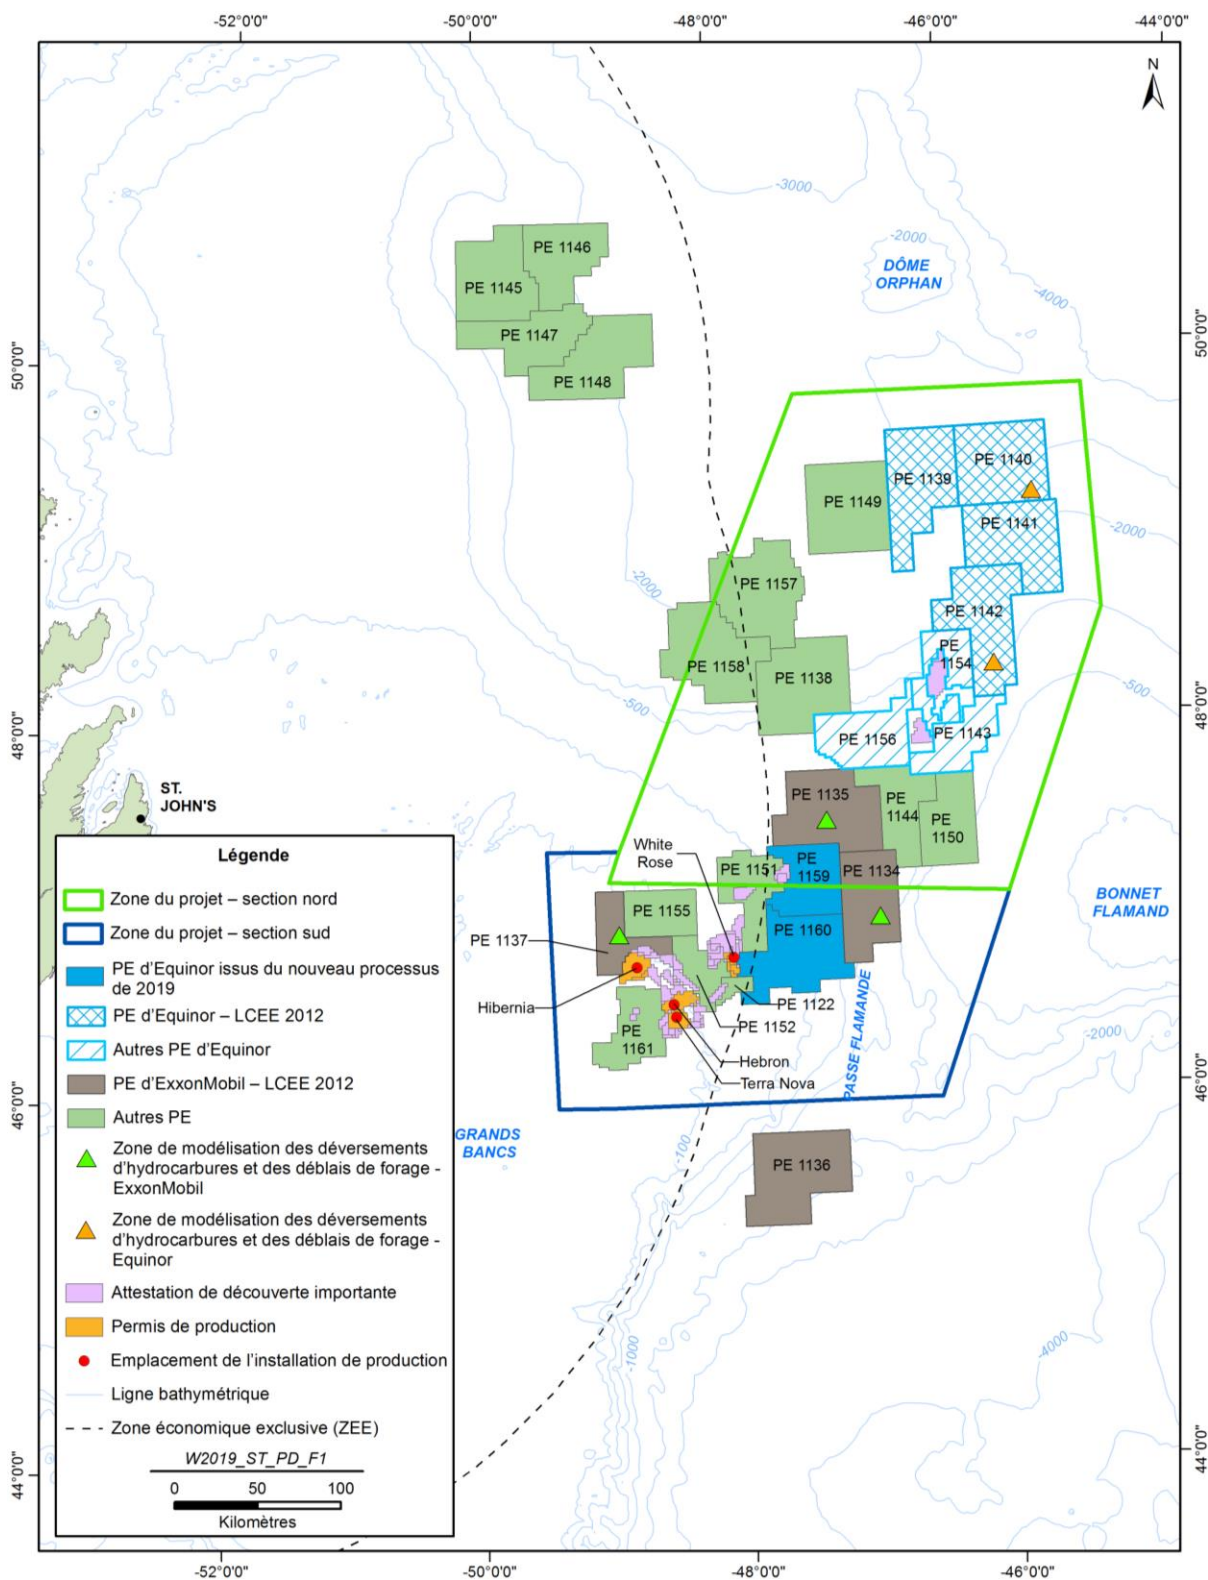 -52°0'0"
-50°0'0"
-48°0'0"
-46°0'0"
-44°0'0"
N
-3000
-2000
DÔME
ORPHAN
-4000
PE 1146
PE 1145
PE 1147
PE 1148
50°0'0"
50°0'0"
PE 1140
PE 1139
PE 1149
PE 1141
-2000
-2000
PE 1157
PE 1142
PE
1154
PE 1158
PE 1138
-500
-500
48°0'0"
48°0'0"
PE 1156
PE 1143
ST.
JOHN'S
PE 1135
PE
1144
PE
1150
White
Rose
PE 1151
PE
1159
PE 1134
BONNET
FLAMAND
PE 1155
PE 1137
PE 1160
Hibernia
PE 1122
PE 1152
PE
1161
Hebron
Terra Nova
PASSE FLAMANDE
-2000
46°0'0"
46°0'0"
GRANDS
BANCS
-100
PE 1136
-1000
-4000
44°0'0"
44°0'0"
Légende
Zone du projet – section nord
Zone du projet – section sud
PE d'Equinor issus du nouveau processus
de 2019
PE d'Equinor – LCEE 2012
Autres PE d'Equinor
PE d'ExxonMobil – LCEE 2012
Autres PE
Zone de modélisation des déversements
d'hydrocarbures et des déblais de forage -
ExxonMobil
Zone de modélisation des déversements
d'hydrocarbures et des déblais de forage -
Equinor
Attestation de découverte importante
Permis de production
Emplacement de l'installation de production
Ligne bathymétrique
Zone économique exclusive (ZEE)
W2019_ST_PD_F1
0 50 100
Kilomètres
-52°0'0"
-50°0'0"
-48°0'0"
-46°0'0"